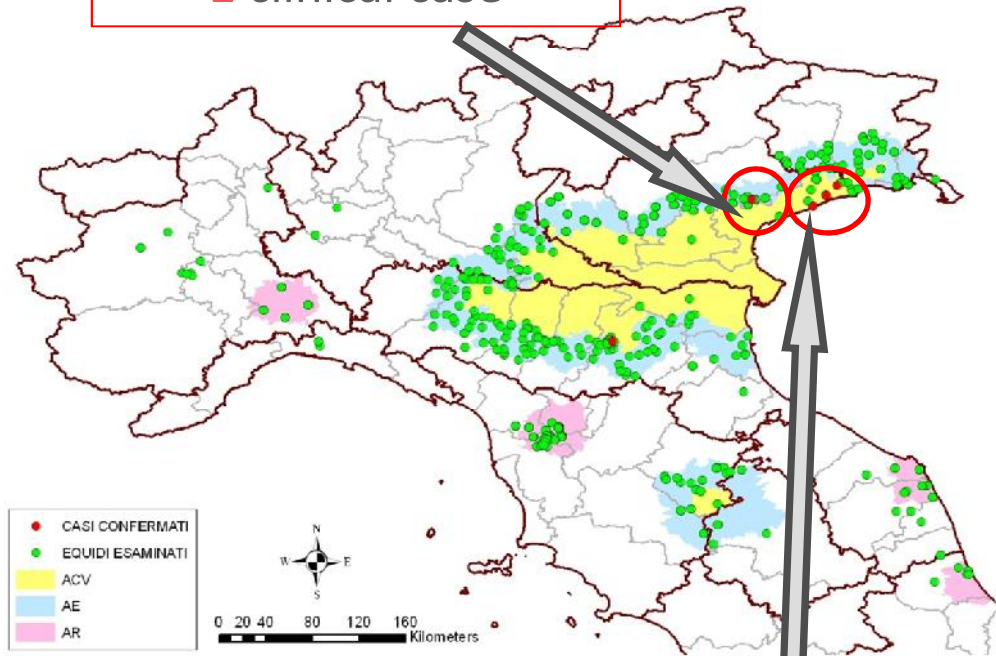 CASI CONFERMATI
EQUIDI ESAMINATI
ACV
AE
AR
N
W E
S
0 20 40 80 120 160
Kilometers